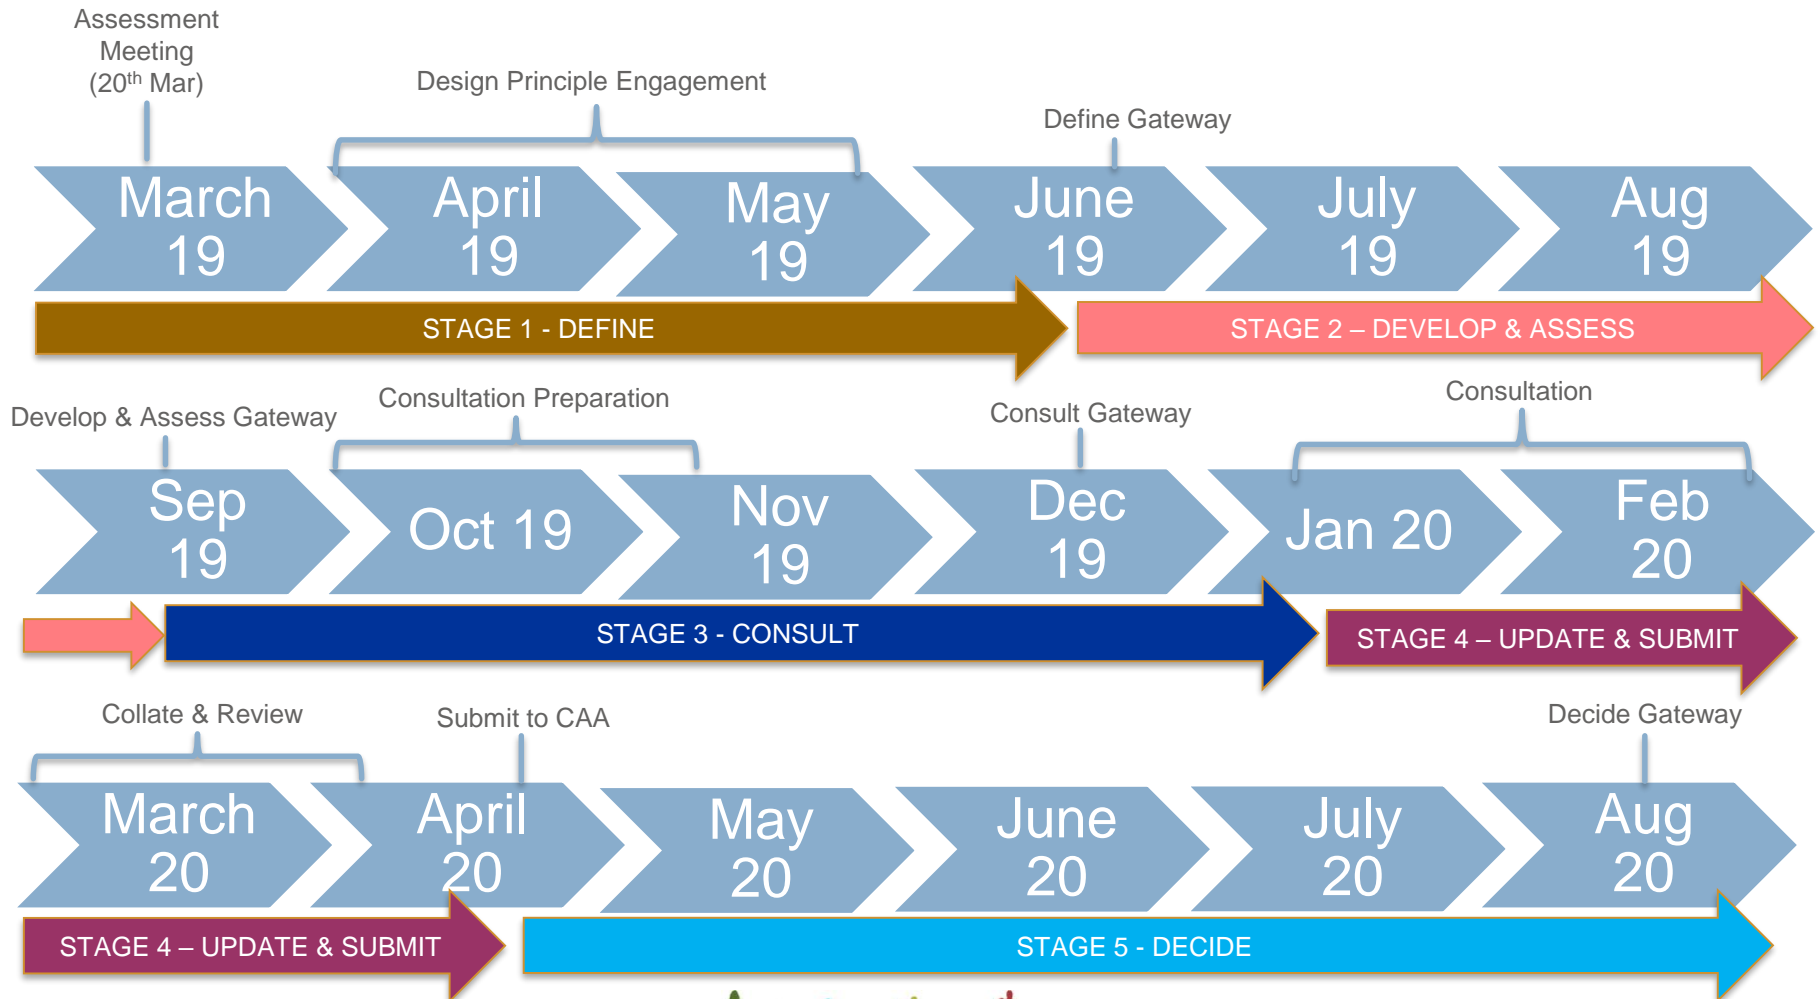 Assessment
Meeting
(20th Mar)
Design Principle Engagement
Define Gateway
March
19
April
19
May
19
June
19
July
19
Aug
19
STAGE 1 - DEFINE
STAGE 2 – DEVELOP & ASSESS
Develop & Assess Gateway
Consultation Preparation
Consult Gateway
Consultation
Sep
19
Oct 19
Nov
19
Dec
19
Jan 20
Feb
20
STAGE 3 - CONSULT
STAGE 4 – UPDATE & SUBMIT
Collate & Review
Submit to CAA
Decide Gateway
March
20
April
20
May
20
June
20
July
20
Aug
20
STAGE 4 – UPDATE & SUBMIT
STAGE 5 - DECIDE